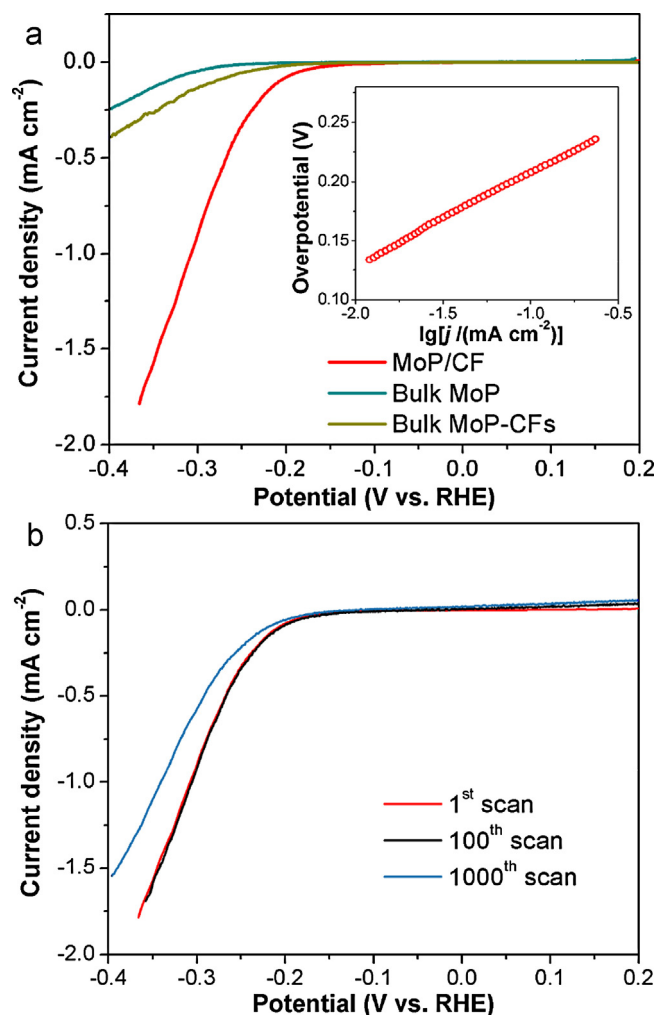 a
0.0
-0.5
-1.0
-1.5
-2.0
Current density (mA cm⁻²)
0.25
0.20
0.15
0.10
Overpotential (V)
-2.0 -1.5 -1.0 -0.5
lg[j /(mA cm⁻²)]
MoP/CF
Bulk MoP
Bulk MoP-CFs
-0.4 -0.3 -0.2 -0.1 0.0 0.1 0.2
Potential (V vs. RHE)
b
0.5
0.0
-0.5
-1.0
-1.5
-2.0
Current density (mA cm⁻²)
1ˢᵗ scan
100ᵗʰ scan
1000ᵗʰ scan
-0.4 -0.3 -0.2 -0.1 0.0 0.1 0.2
Potential (V vs. RHE)